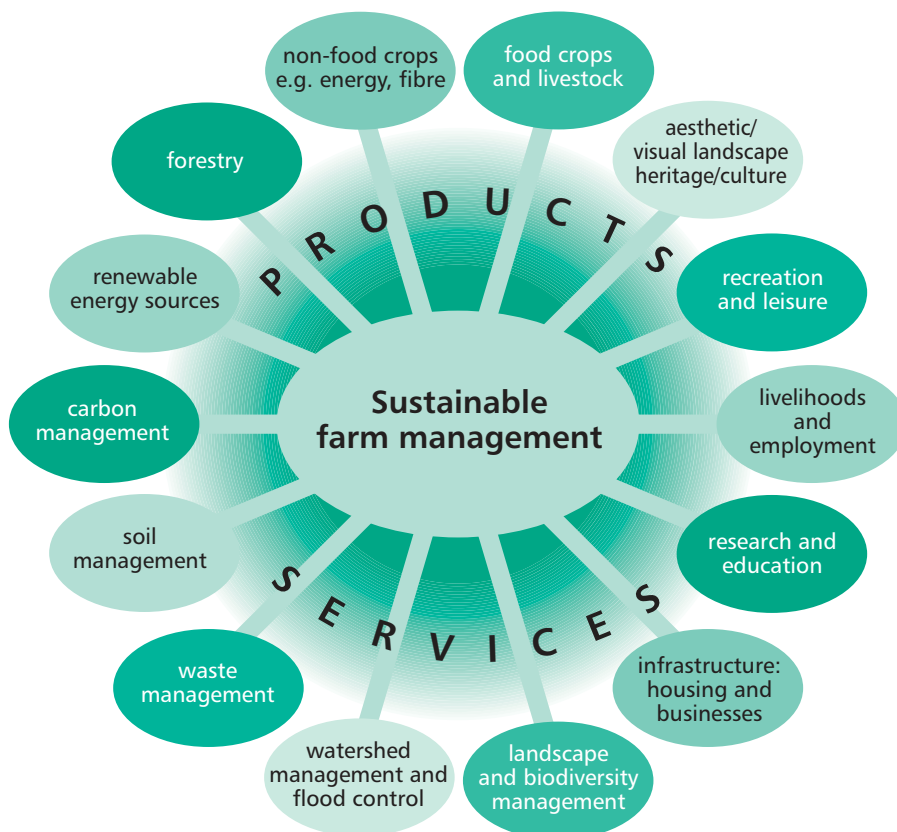 non-food crops
e.g. energy, fibre
food crops
and livestock
aesthetic/
visual landscape
heritage/culture
forestry
PRODUCTS
renewable
energy sources
recreation
and leisure
carbon
management
Sustainable
farm management
livelihoods
and
employment
soil
management
research and
education
SERVICES
waste
management
infrastructure:
housing and
businesses
watershed
management and
flood control
landscape
and biodiversity
management